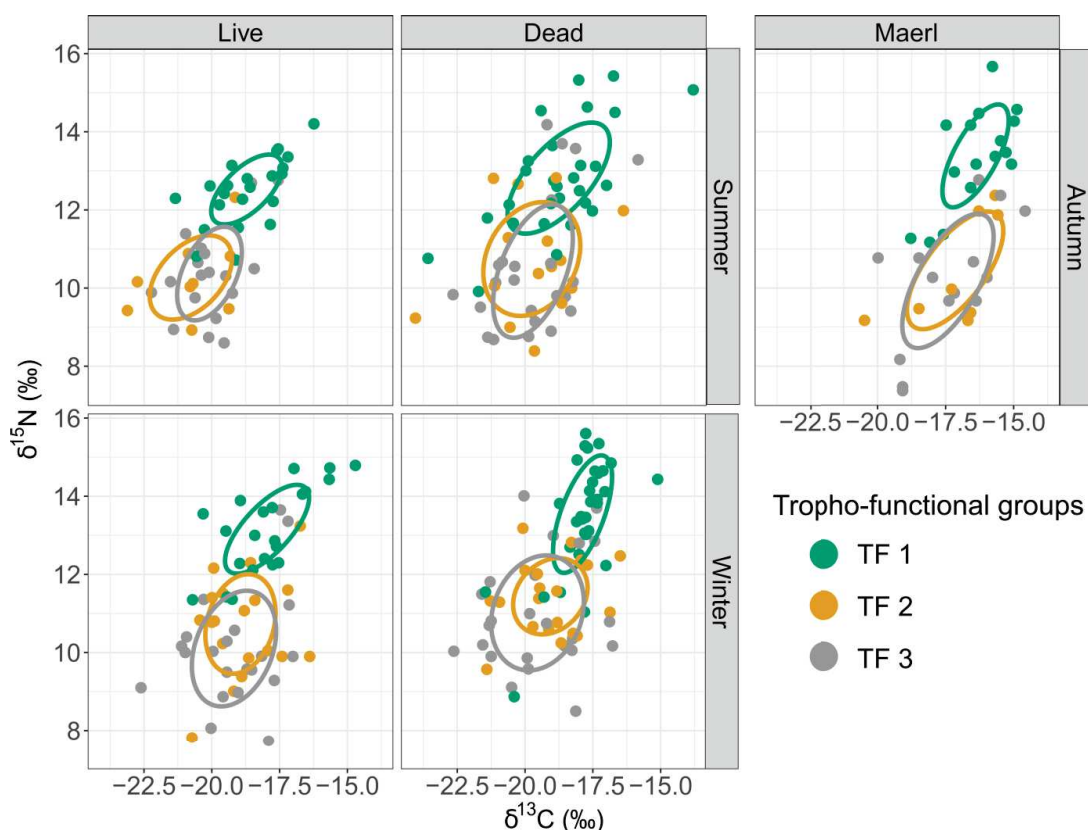 Live
Dead
Maerl
16
14
12
10
8
Summer
Autumn
−22.5 −20.0 −17.5 −15.0
δ15N (‰)
16
14
12
10
8
Winter
−22.5 −20.0 −17.5 −15.0
−22.5 −20.0 −17.5 −15.0
δ13C (‰)
Tropho-functional groups
TF 1
TF 2
TF 3